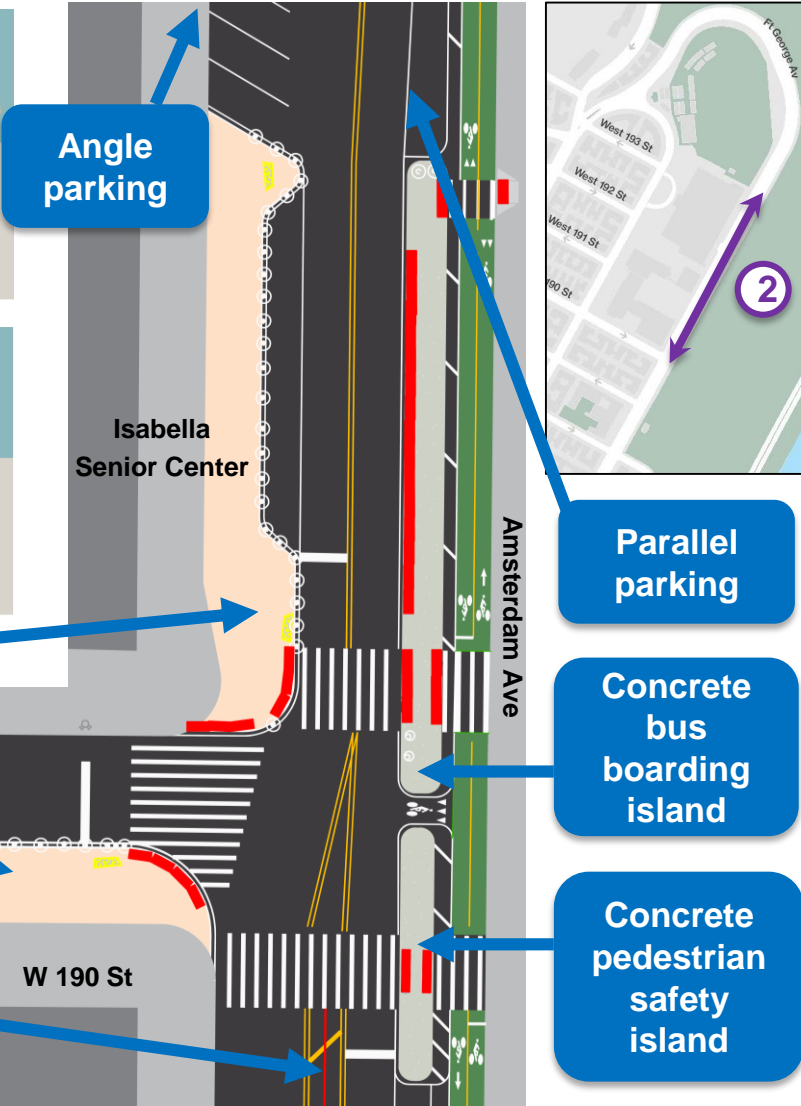 Angle
parking
Ft George Av
West 193 St
West 192 St
West 191 St
190 St
2
Isabella
Senior Center
Amsterdam Ave
Parallel
parking
Concrete
bus
boarding
island
W 190 St
Concrete
pedestrian
safety
island